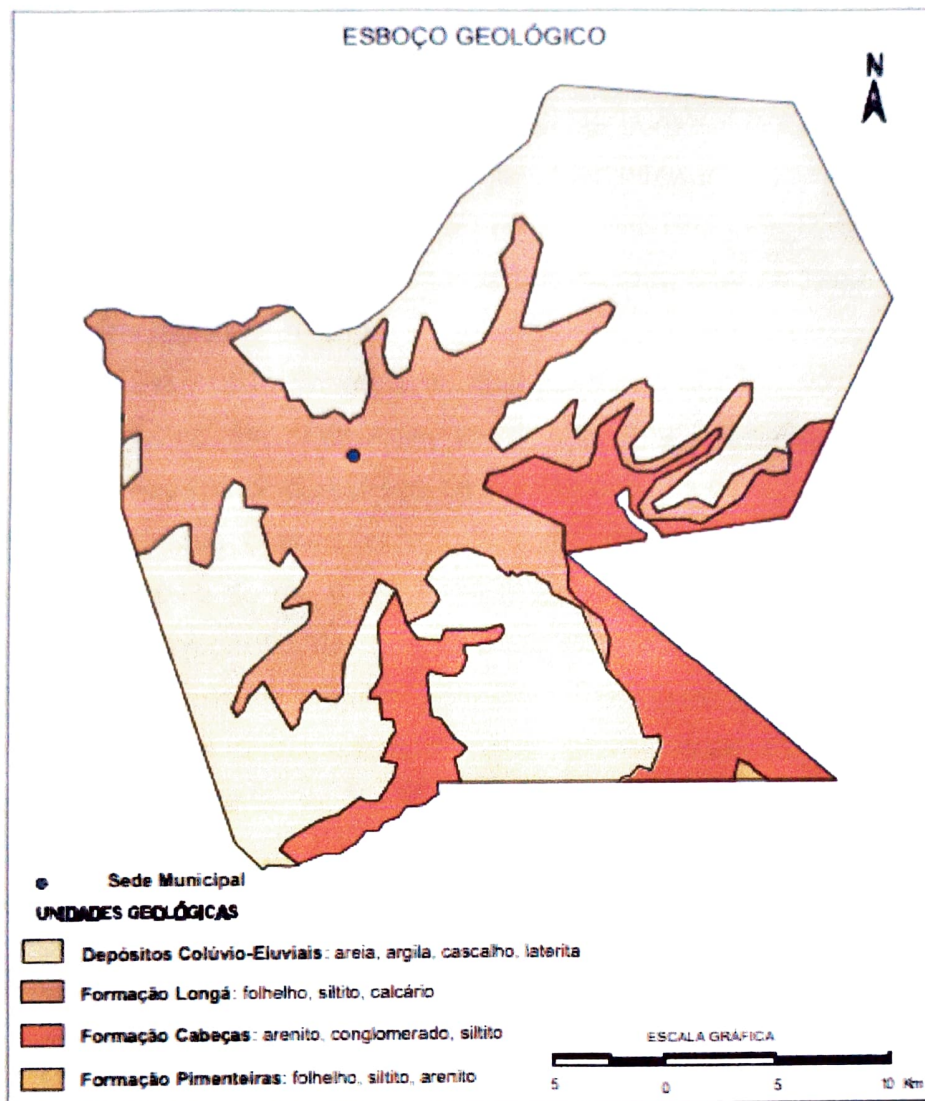 ESBOÇO GEOLÓGICO
N
Sede Municipal
UNIDADES GEOLÓGICAS
Depósitos Colúvio-Eluviais: areia, argila, cascalho, laterita
Formação Longá: folhelho, siltito, calcário
Formação Cabeças: arenito, conglomerado, siltito
Formação Pimenteiras: folhelho, siltito, arenito
ESCALA GRÁFICA
5 0 5 10 Km